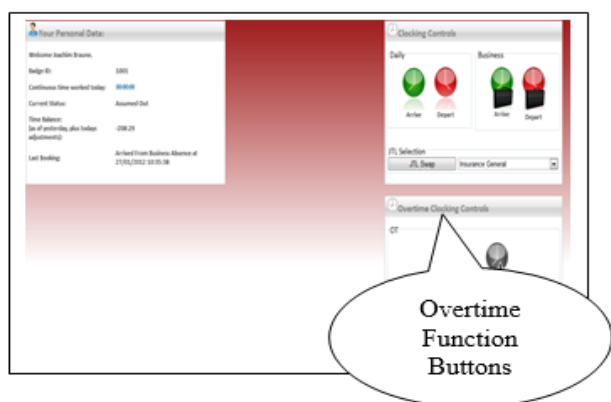 Your Personal Data:
Welcome Joachim Braune.
Badge ID: 1001
Continuous time worked today: 00:00:00
Current Status: Assumed Out
Time Balance:
(as of yesterday, plus todays adjustments): -208:29
Last Booking: Arrived From Business Absence at 27/01/2012 10:35:38
Clocking Controls
Daily Business
Arrive Depart Arrive Depart
JTL Selection
JTL Swap Insurance General
Overtime Clocking Controls
OT
Overtime
Function
Buttons